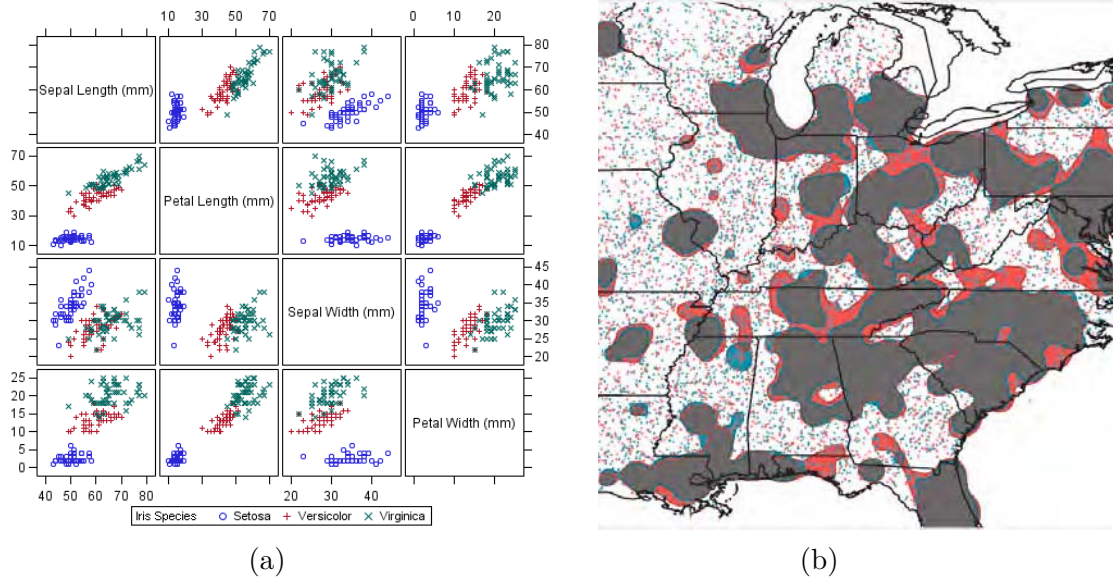 10 30 50 70
0 10 20
Sepal Length (mm)
80
70
60
50
40
70
50
30
10
Petal Length (mm)
Sepal Width (mm)
45
40
35
30
25
20
25
20
15
10
5
0
Petal Width (mm)
40 50 60 70 80
20 30 40
Iris Species Setosa Versicolor Virginica
(a) (b)